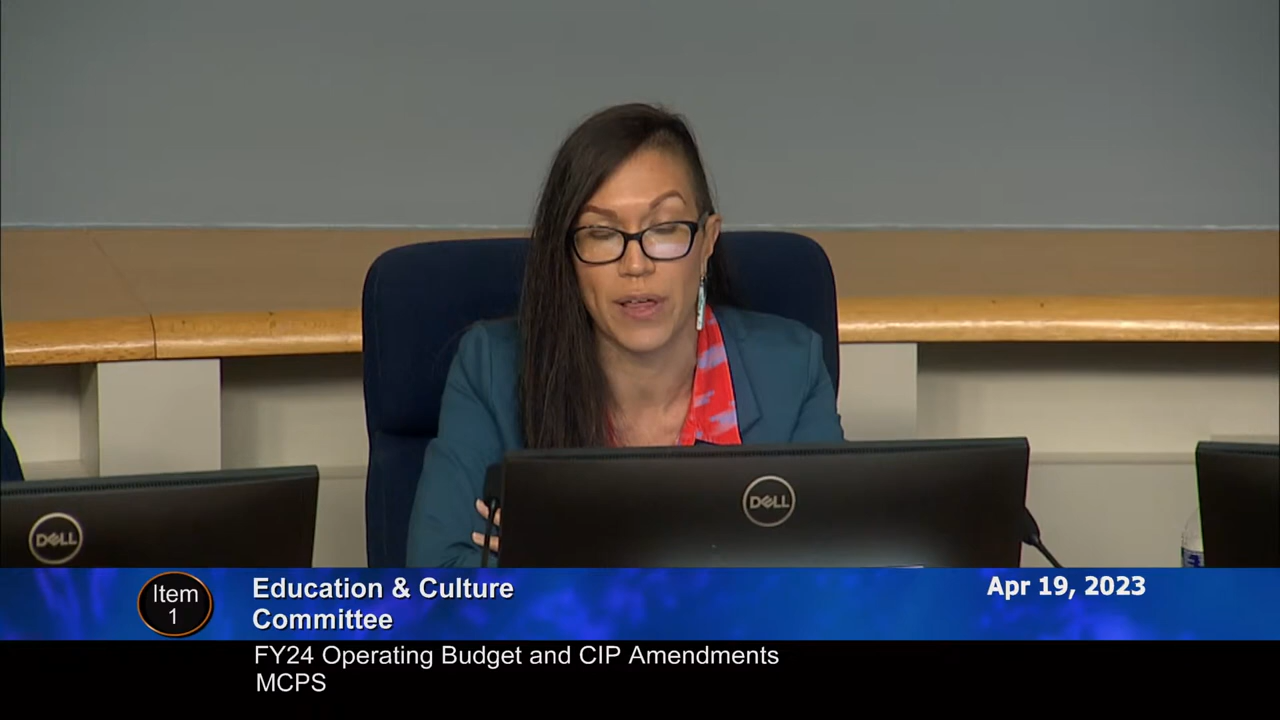 DELL
DELL
Item
1
Education & Culture
Committee
Apr 19, 2023
FY24 Operating Budget and CIP Amendments
MCPS